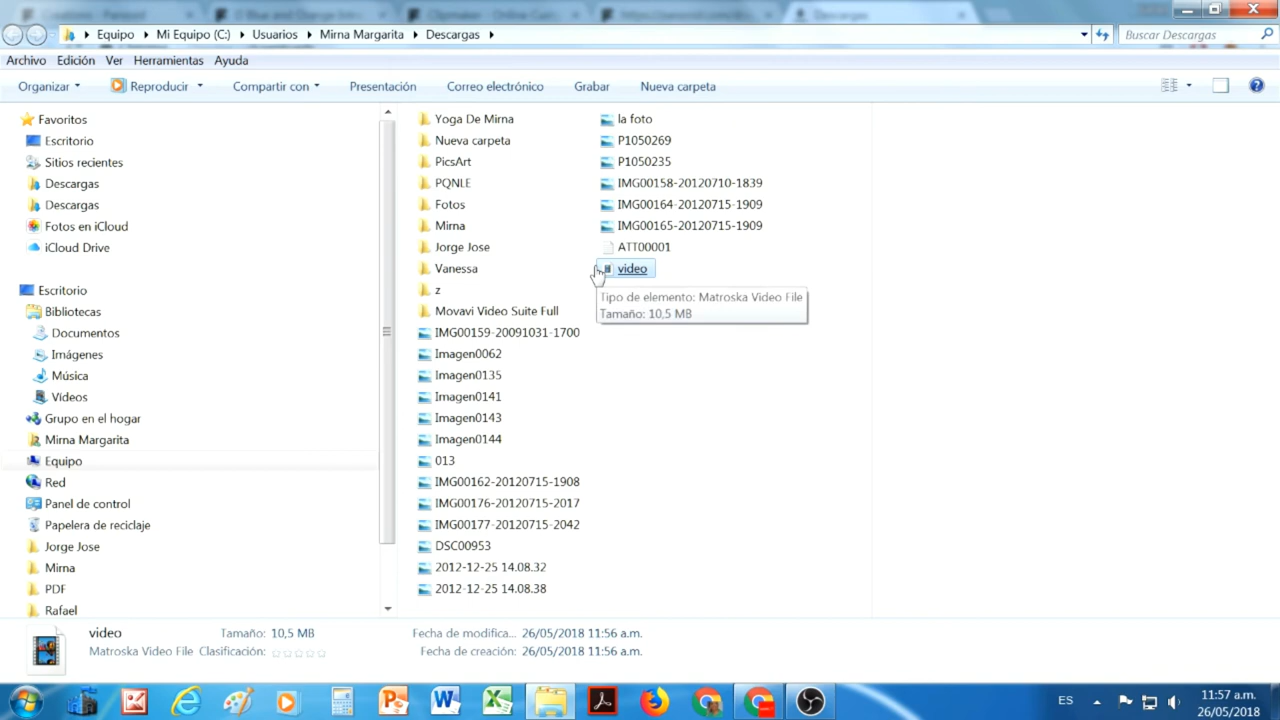 Equipo ▸ Mi Equipo (C:) ▸ Usuarios ▸ Mirna Margarita ▸ Descargas ▸
Buscar Descargas
Archivo Edición Ver Herramientas Ayuda
Organizar Reproducir Compartir con Presentación Correo electrónico Grabar Nueva carpeta
Favoritos
Escritorio
Sitios recientes
Descargas
Descargas
Fotos en iCloud
iCloud Drive
Escritorio
Bibliotecas
Documentos
Imágenes
Música
Videos
Grupo en el hogar
Mirna Margarita
Equipo
Red
Panel de control
Papelera de reciclaje
Jorge Jose
Mirna
PDF
Rafael
Yoga De Mirna
Nueva carpeta
PicsArt
PQNLE
Fotos
Mirna
Jorge Jose
Vanessa
z
Movavi Video Suite Full
IMG00159-20091031-1700
Imagen0062
Imagen0135
Imagen0141
Imagen0143
Imagen0144
013
IMG00162-20120715-1908
IMG00176-20120715-2017
IMG00177-20120715-2042
DSC00953
2012-12-25 14.08.32
2012-12-25 14.08.38
la foto
P1050269
P1050235
IMG00158-20120710-1839
IMG00164-20120715-1909
IMG00165-20120715-1909
ATT00001
video
Tipo de elemento: Matroska Video File
Tamaño: 10,5 MB
video Tamaño: 10,5 MB Fecha de modifica... 26/05/2018 11:56 a.m.
Matroska Video File Clasificación: Fecha de creación: 26/05/2018 11:56 a.m.
ES
11:57 a.m.
26/05/2018